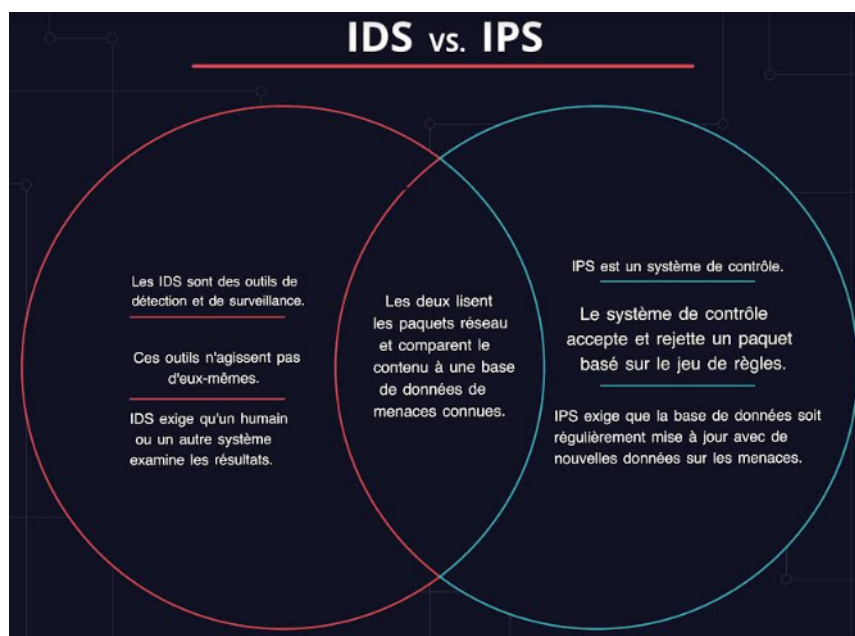 IDS vs. IPS
Les IDS sont des outils de
détection et de surveillance.
Ces outils n'agissent pas
d'eux-mêmes.
IDS exige qu'un humain
ou un autre système
examine les résultats.
Les deux lisent
les paquets réseau
et comparent le
contenu à une base
de données de
menaces connues.
IPS est un système de contrôle.
Le système de contrôle
accepte et rejette un paquet
basé sur le jeu de règles.
IPS exige que la base de données soit
régulièrement mise à jour avec de
nouvelles données sur les menaces.